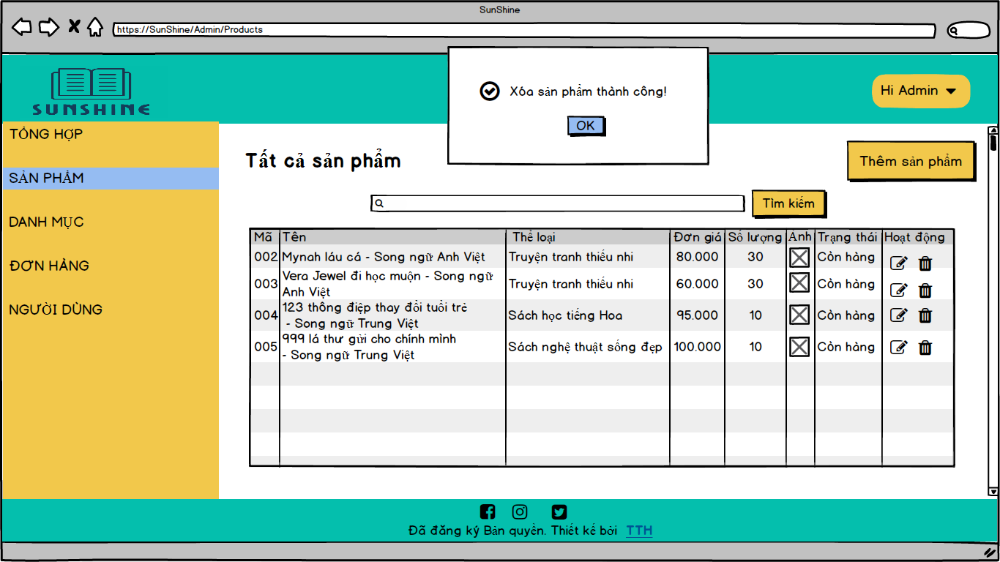 SunShine
https://SunShine/Admin/Products
Xóa sản phẩm thành công!
OK
SUNSHINE
Hi Admin
TỔNG HỢP
SẢN PHẨM
DANH MỤC
ĐƠN HÀNG
NGƯỜI DÙNG
Tất cả sản phẩm
Thêm sản phẩm
Tìm kiếm
Mã Tên Thể loại Đơn giá Số lượng Ảnh Trạng thái Hoạt động
002 Mynah láu cá - Song ngữ Anh Việt Truyện tranh thiếu nhi 80.000 30 Còn hàng
Vera Jewel đi học muộn - Song ngữ
003 Truyện tranh thiếu nhi 60.000 30 Còn hàng
Anh Việt
123 thông điệp thay đổi tuổi trẻ
004 Sách học tiếng Hoa 95.000 10 Còn hàng
- Song ngữ Trung Việt
999 lá thư gửi cho chính mình
005 Sách nghệ thuật sống đẹp 100.000 10 Còn hàng
- Song ngữ Trung Việt
Đã đăng ký Bản quyền. Thiết kế bởi TTH